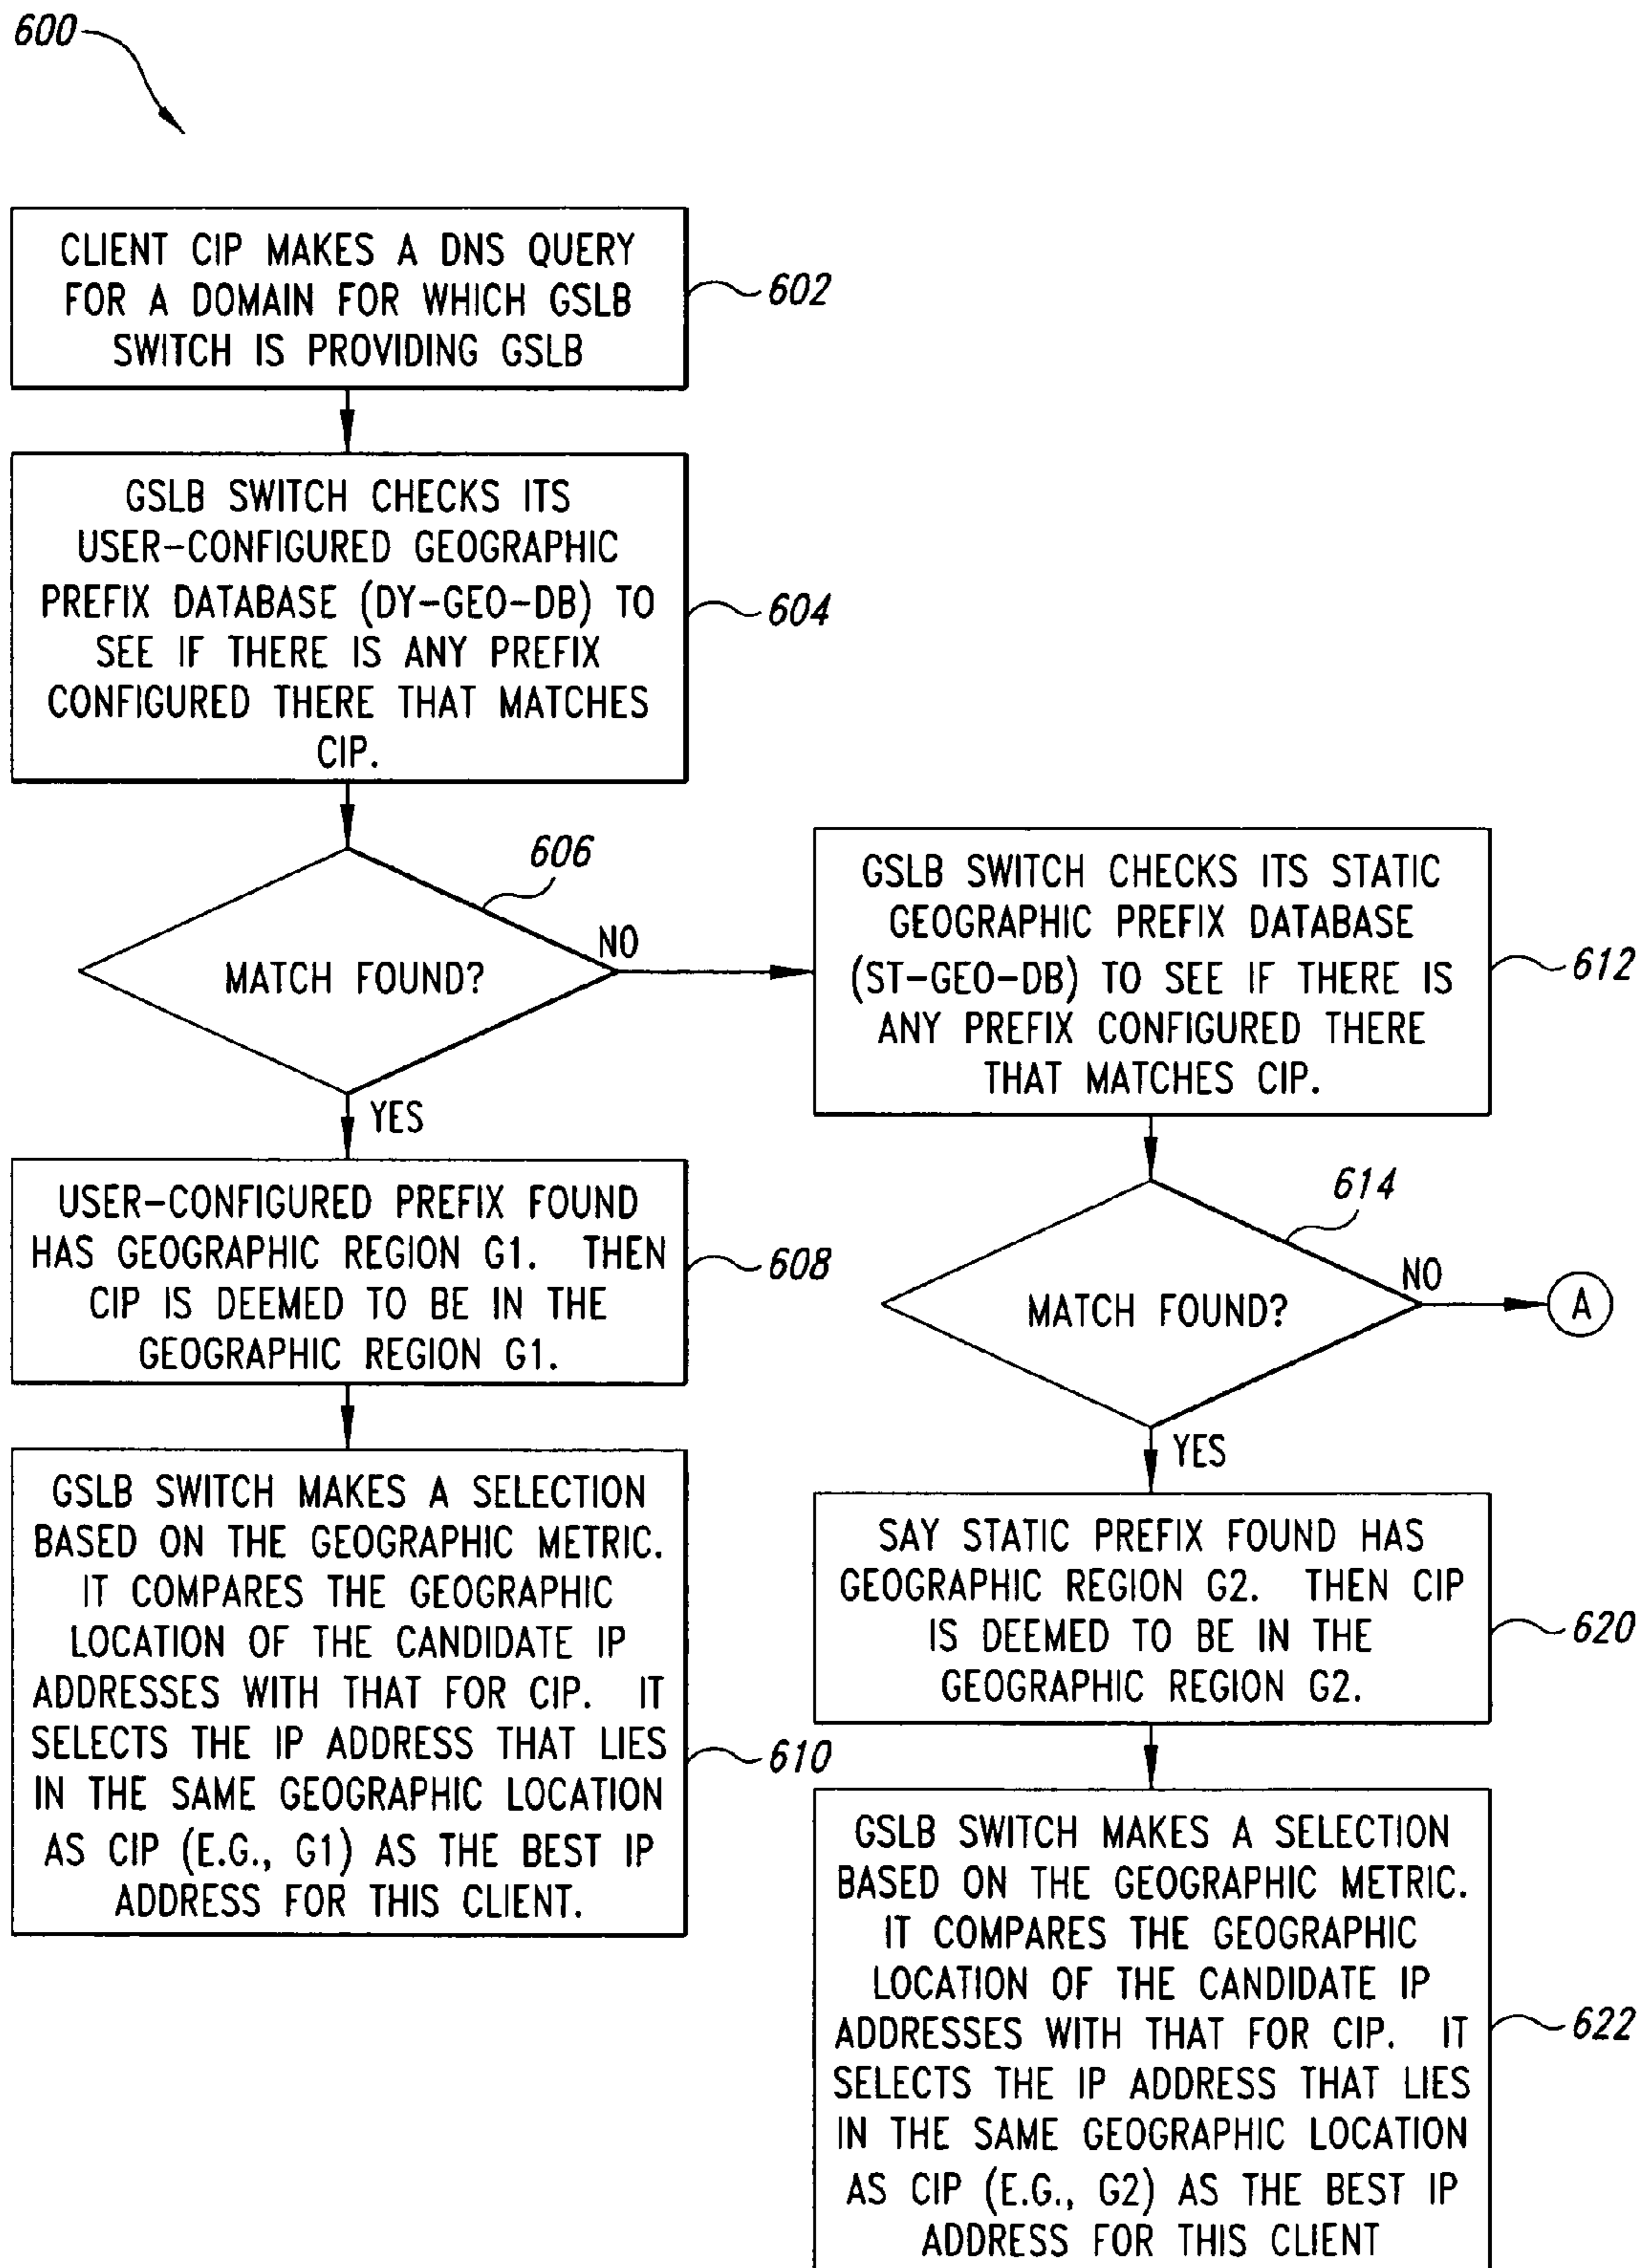 600
CLIENT CIP MAKES A DNS QUERY
FOR A DOMAIN FOR WHICH GSLB
SWITCH IS PROVIDING GSLB
602
GSLB SWITCH CHECKS ITS
USER-CONFIGURED GEOGRAPHIC
PREFIX DATABASE (DY-GEO-DB) TO
SEE IF THERE IS ANY PREFIX
CONFIGURED THERE THAT MATCHES
CIP.
604
606
MATCH FOUND?
NO
YES
USER-CONFIGURED PREFIX FOUND
HAS GEOGRAPHIC REGION G1. THEN
CIP IS DEEMED TO BE IN THE
GEOGRAPHIC REGION G1.
608
GSLB SWITCH MAKES A SELECTION
BASED ON THE GEOGRAPHIC METRIC.
IT COMPARES THE GEOGRAPHIC
LOCATION OF THE CANDIDATE IP
ADDRESSES WITH THAT FOR CIP. IT
SELECTS THE IP ADDRESS THAT LIES
IN THE SAME GEOGRAPHIC LOCATION
AS CIP (E.G., G1) AS THE BEST IP
ADDRESS FOR THIS CLIENT.
610
GSLB SWITCH CHECKS ITS STATIC
GEOGRAPHIC PREFIX DATABASE
(ST-GEO-DB) TO SEE IF THERE IS
ANY PREFIX CONFIGURED THERE
THAT MATCHES CIP.
612
614
MATCH FOUND?
NO
A
YES
SAY STATIC PREFIX FOUND HAS
GEOGRAPHIC REGION G2. THEN CIP
IS DEEMED TO BE IN THE
GEOGRAPHIC REGION G2.
620
GSLB SWITCH MAKES A SELECTION
BASED ON THE GEOGRAPHIC METRIC.
IT COMPARES THE GEOGRAPHIC
LOCATION OF THE CANDIDATE IP
ADDRESSES WITH THAT FOR CIP. IT
SELECTS THE IP ADDRESS THAT LIES
IN THE SAME GEOGRAPHIC LOCATION
AS CIP (E.G., G2) AS THE BEST IP
ADDRESS FOR THIS CLIENT
622